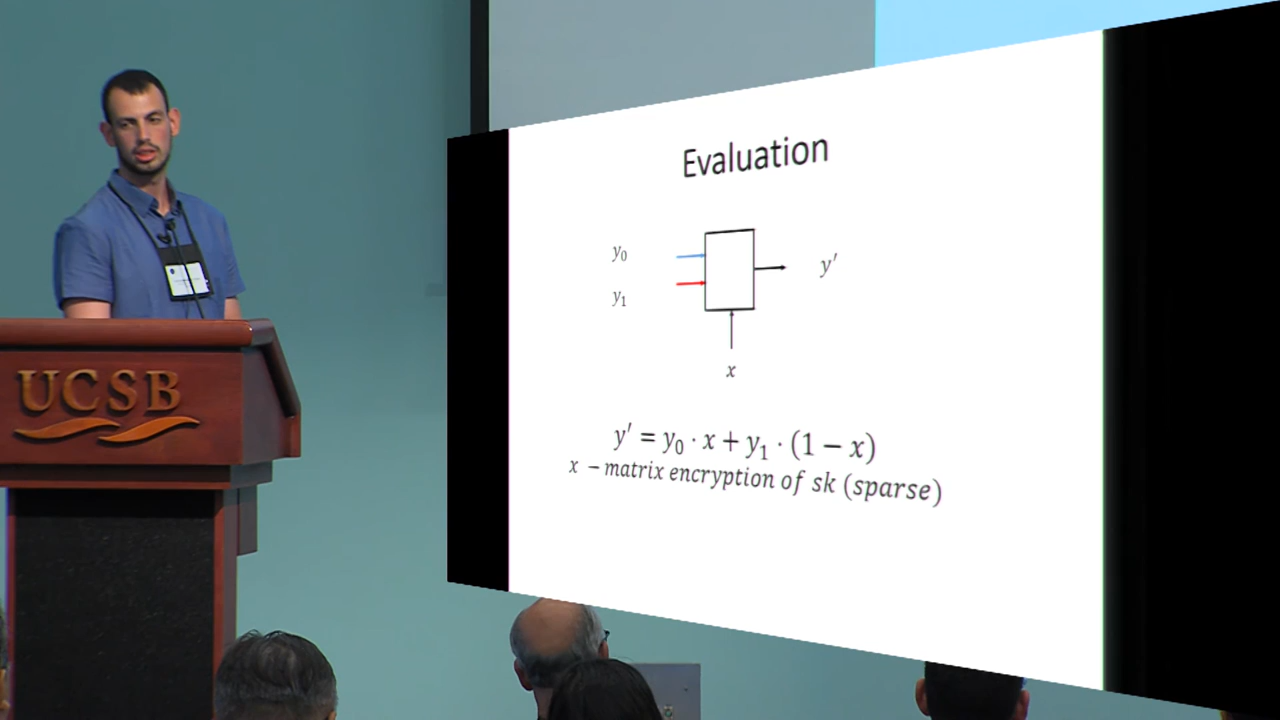 UCSB
Evaluation
y₀
y₁
y′
x
y′ = y₀ · x + y₁ · (1 − x)
x – matrix encryption of sk (sparse)